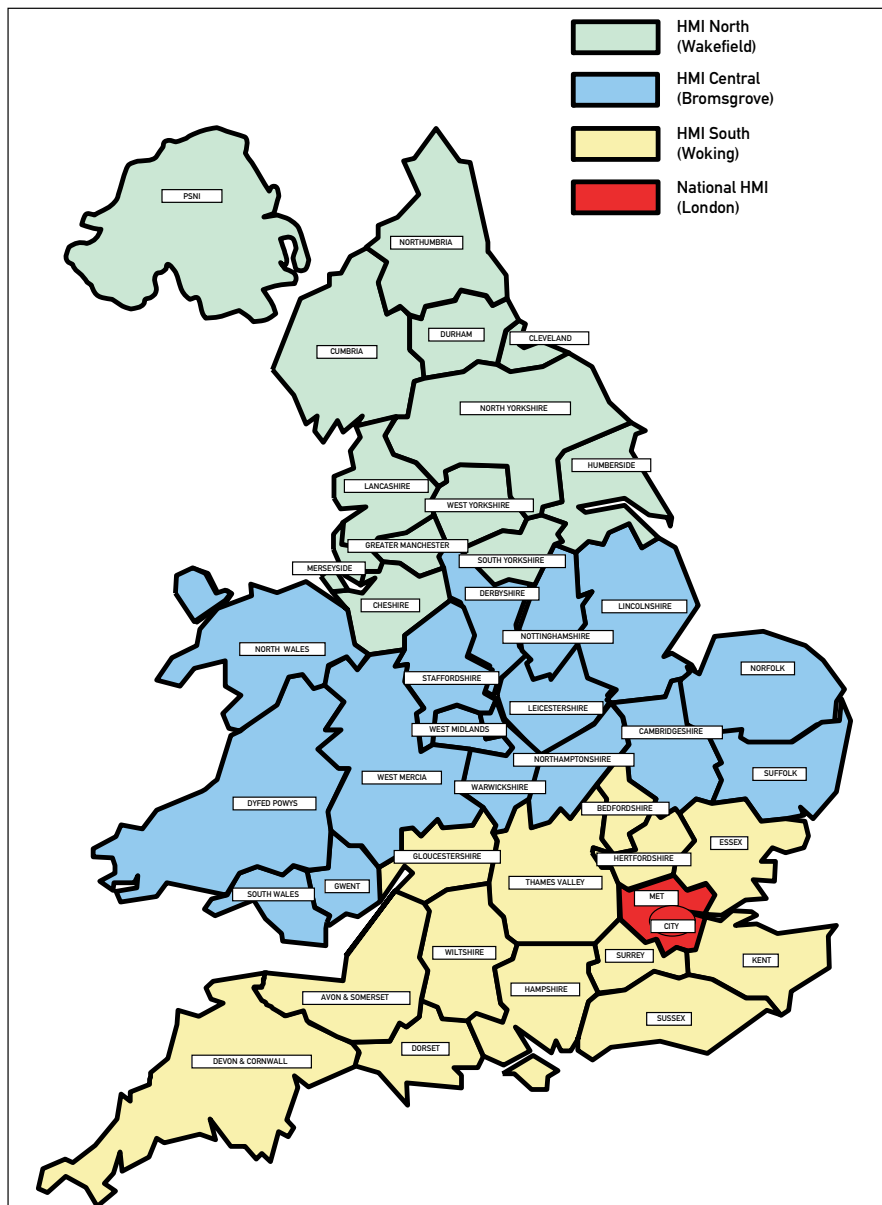 HMI North
(Wakefield)
HMI Central
(Bromsgrove)
HMI South
(Woking)
National HMI
(London)
PSNI
NORTHUMBRIA
DURHAM
CLEVELAND
CUMBRIA
NORTH YORKSHIRE
HUMBERSIDE
LANCASHIRE
WEST YORKSHIRE
GREATER MANCHESTER
SOUTH YORKSHIRE
MERSEYSIDE
CHESHIRE
DERBYSHIRE
LINCOLNSHIRE
NOTTINGHAMSHIRE
NORTH WALES
NORFOLK
STAFFORDSHIRE
LEICESTERSHIRE
WEST MIDLANDS
CAMBRIDGESHIRE
NORTHAMPTONSHIRE
SUFFOLK
WEST MERCIA
WARWICKSHIRE
DYFED POWYS
BEDFORDSHIRE
ESSEX
GLOUCESTERSHIRE
HERTFORDSHIRE
GWENT
THAMES VALLEY
SOUTH WALES
MET
CITY
WILTSHIRE
SURREY
KENT
HAMPSHIRE
AVON & SOMERSET
SUSSEX
DORSET
DEVON & CORNWALL